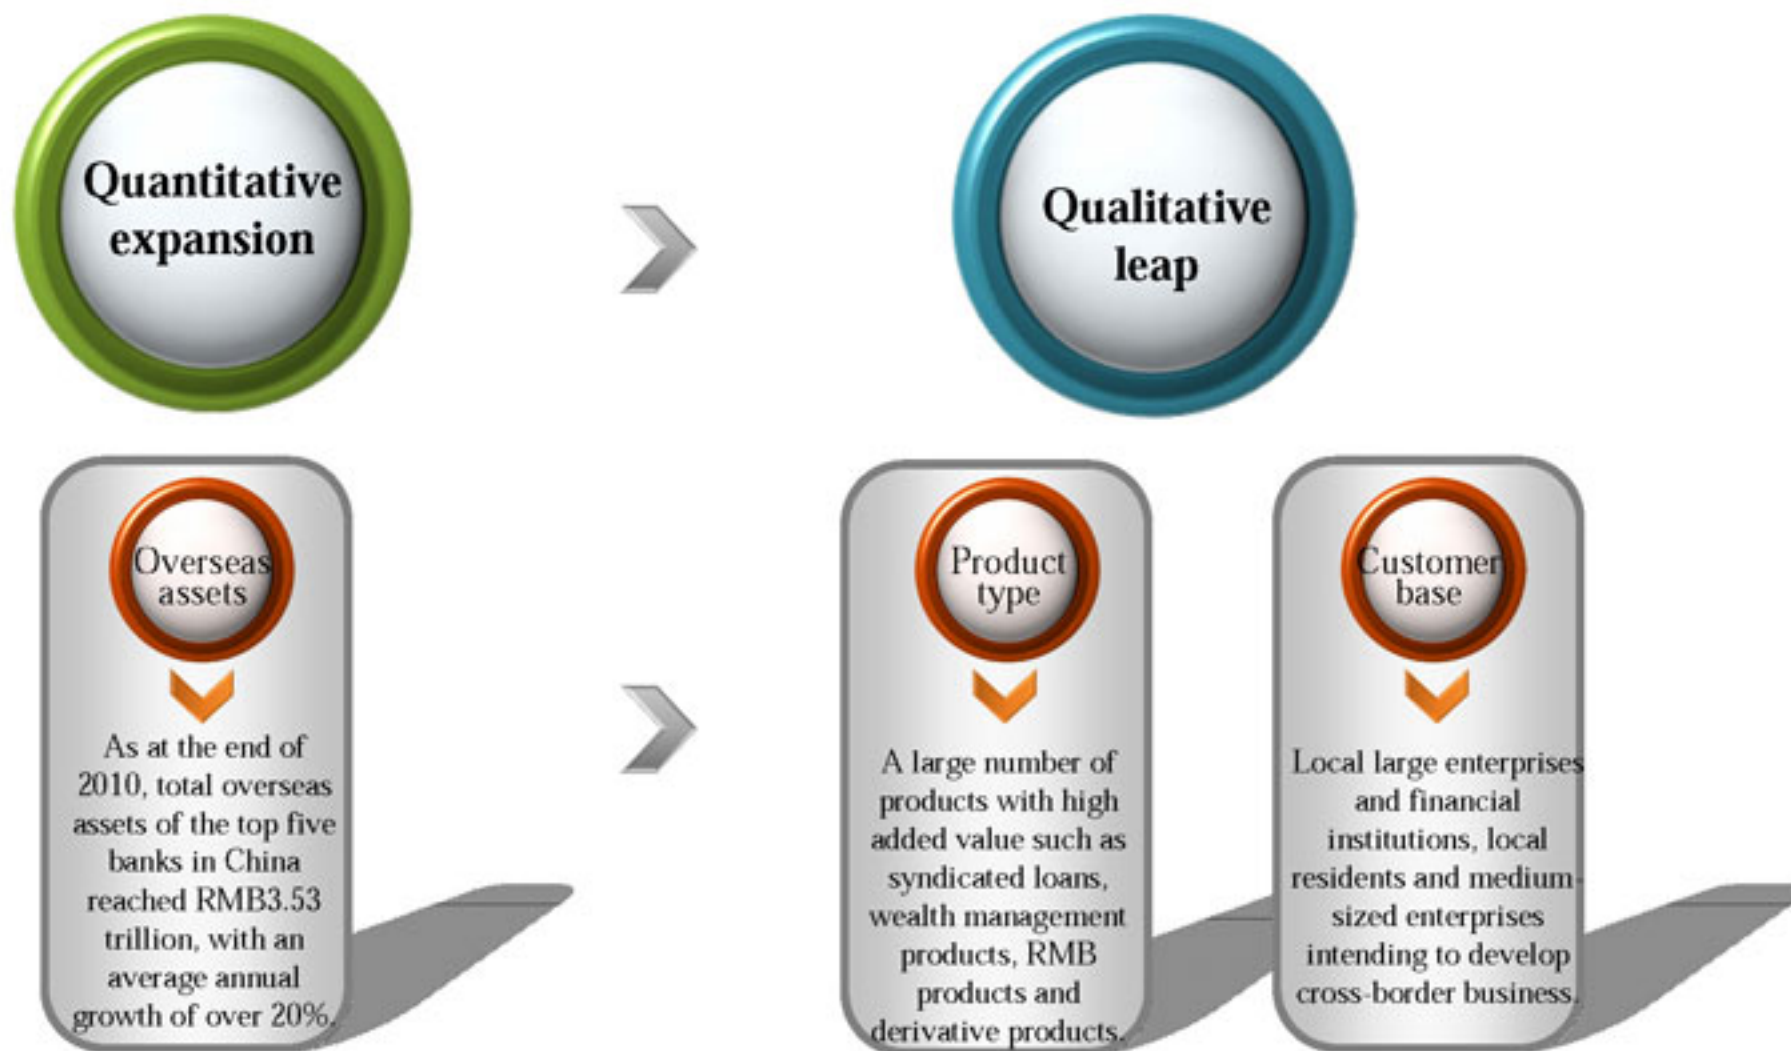 Quantitative
expansion
Qualitative
leap
Overseas
assets
As at the end of
2010, total overseas
assets of the top five
banks in China
reached RMB3.53
trillion, with an
average annual
growth of over 20%.
Product
type
A large number of
products with high
added value such as
syndicated loans,
wealth management
products, RMB
products and
derivative products.
Customer
base
Local large enterprises
and financial
institutions, local
residents and medium-
sized enterprises
intending to develop
cross-border business.